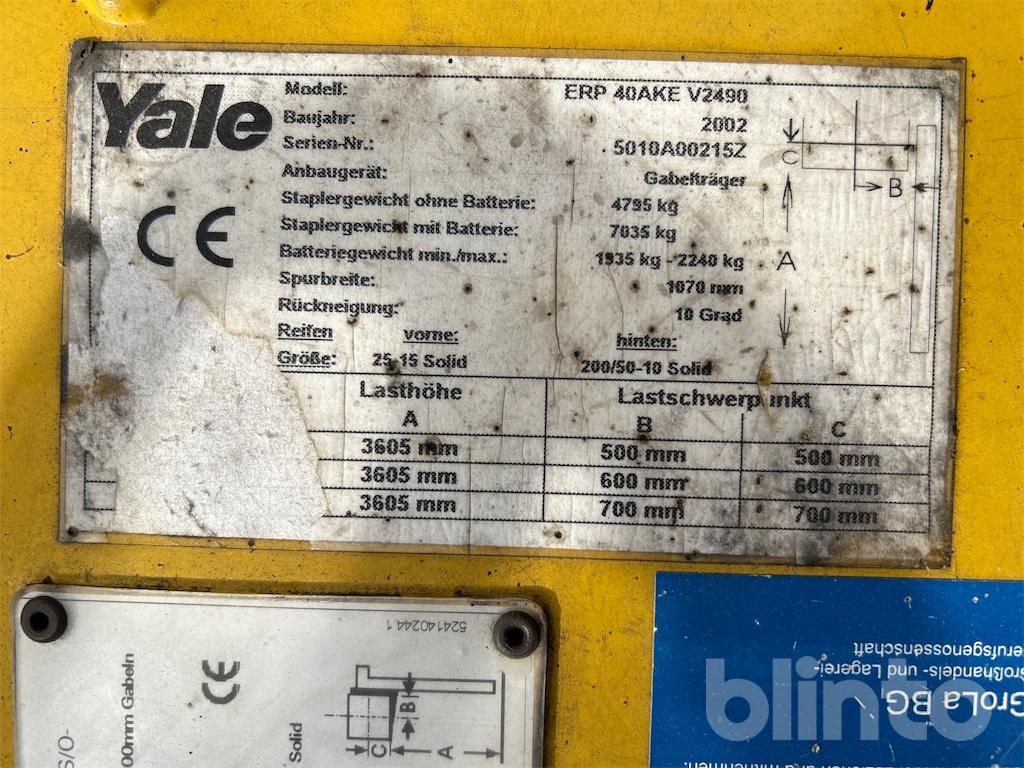 Yale
CE
Modell: ERP 40AKE V2490
Baujahr: 2002
Serien-Nr.: 5010A00215Z
Anbaugerät: Gabelträger
Staplergewicht ohne Batterie: 4795 kg
Staplergewicht mit Batterie: 7035 kg
Batteriegewicht min./max.: 1935 kg - 2240 kg
Spurbreite: 1070 mm
Rückneigung: 10 Grad
Reifen vorne: hinten:
Größe: 25-15 Solid 200/50-10 Solid
C
B
A
Lasthöhe Lastschwerpunkt
A B C
3605 mm 500 mm 500 mm
3605 mm 600 mm 600 mm
3605 mm 700 mm 700 mm
524140244.1
CE
S/O-
00mm Gabeln
Solid
A
B
C
GroLa BG
Großhandels- und Lagerei-
Berufsgenossenschaft
blinto